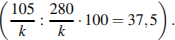 (105/k : 280/k · 100 = 37,5).